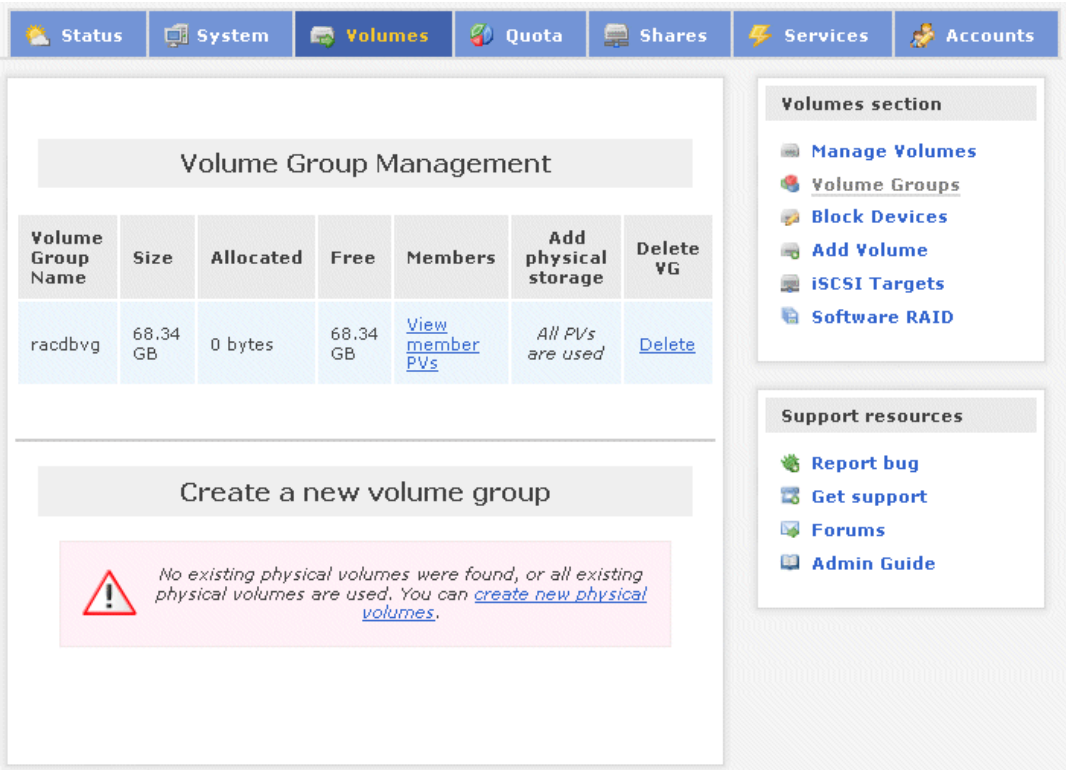 Status System Volumes Quota Shares Services Accounts
Volume Group Management
Volume Group Name Size Allocated Free Members Add physical storage Delete VG
racdbvg 68.34 GB 0 bytes 68.34 GB View member PVs All PVs are used Delete
Create a new volume group
No existing physical volumes were found, or all existing
physical volumes are used. You can create new physical
volumes.
Volumes section
Manage Volumes
Volume Groups
Block Devices
Add Volume
iSCSI Targets
Software RAID
Support resources
Report bug
Get support
Forums
Admin Guide